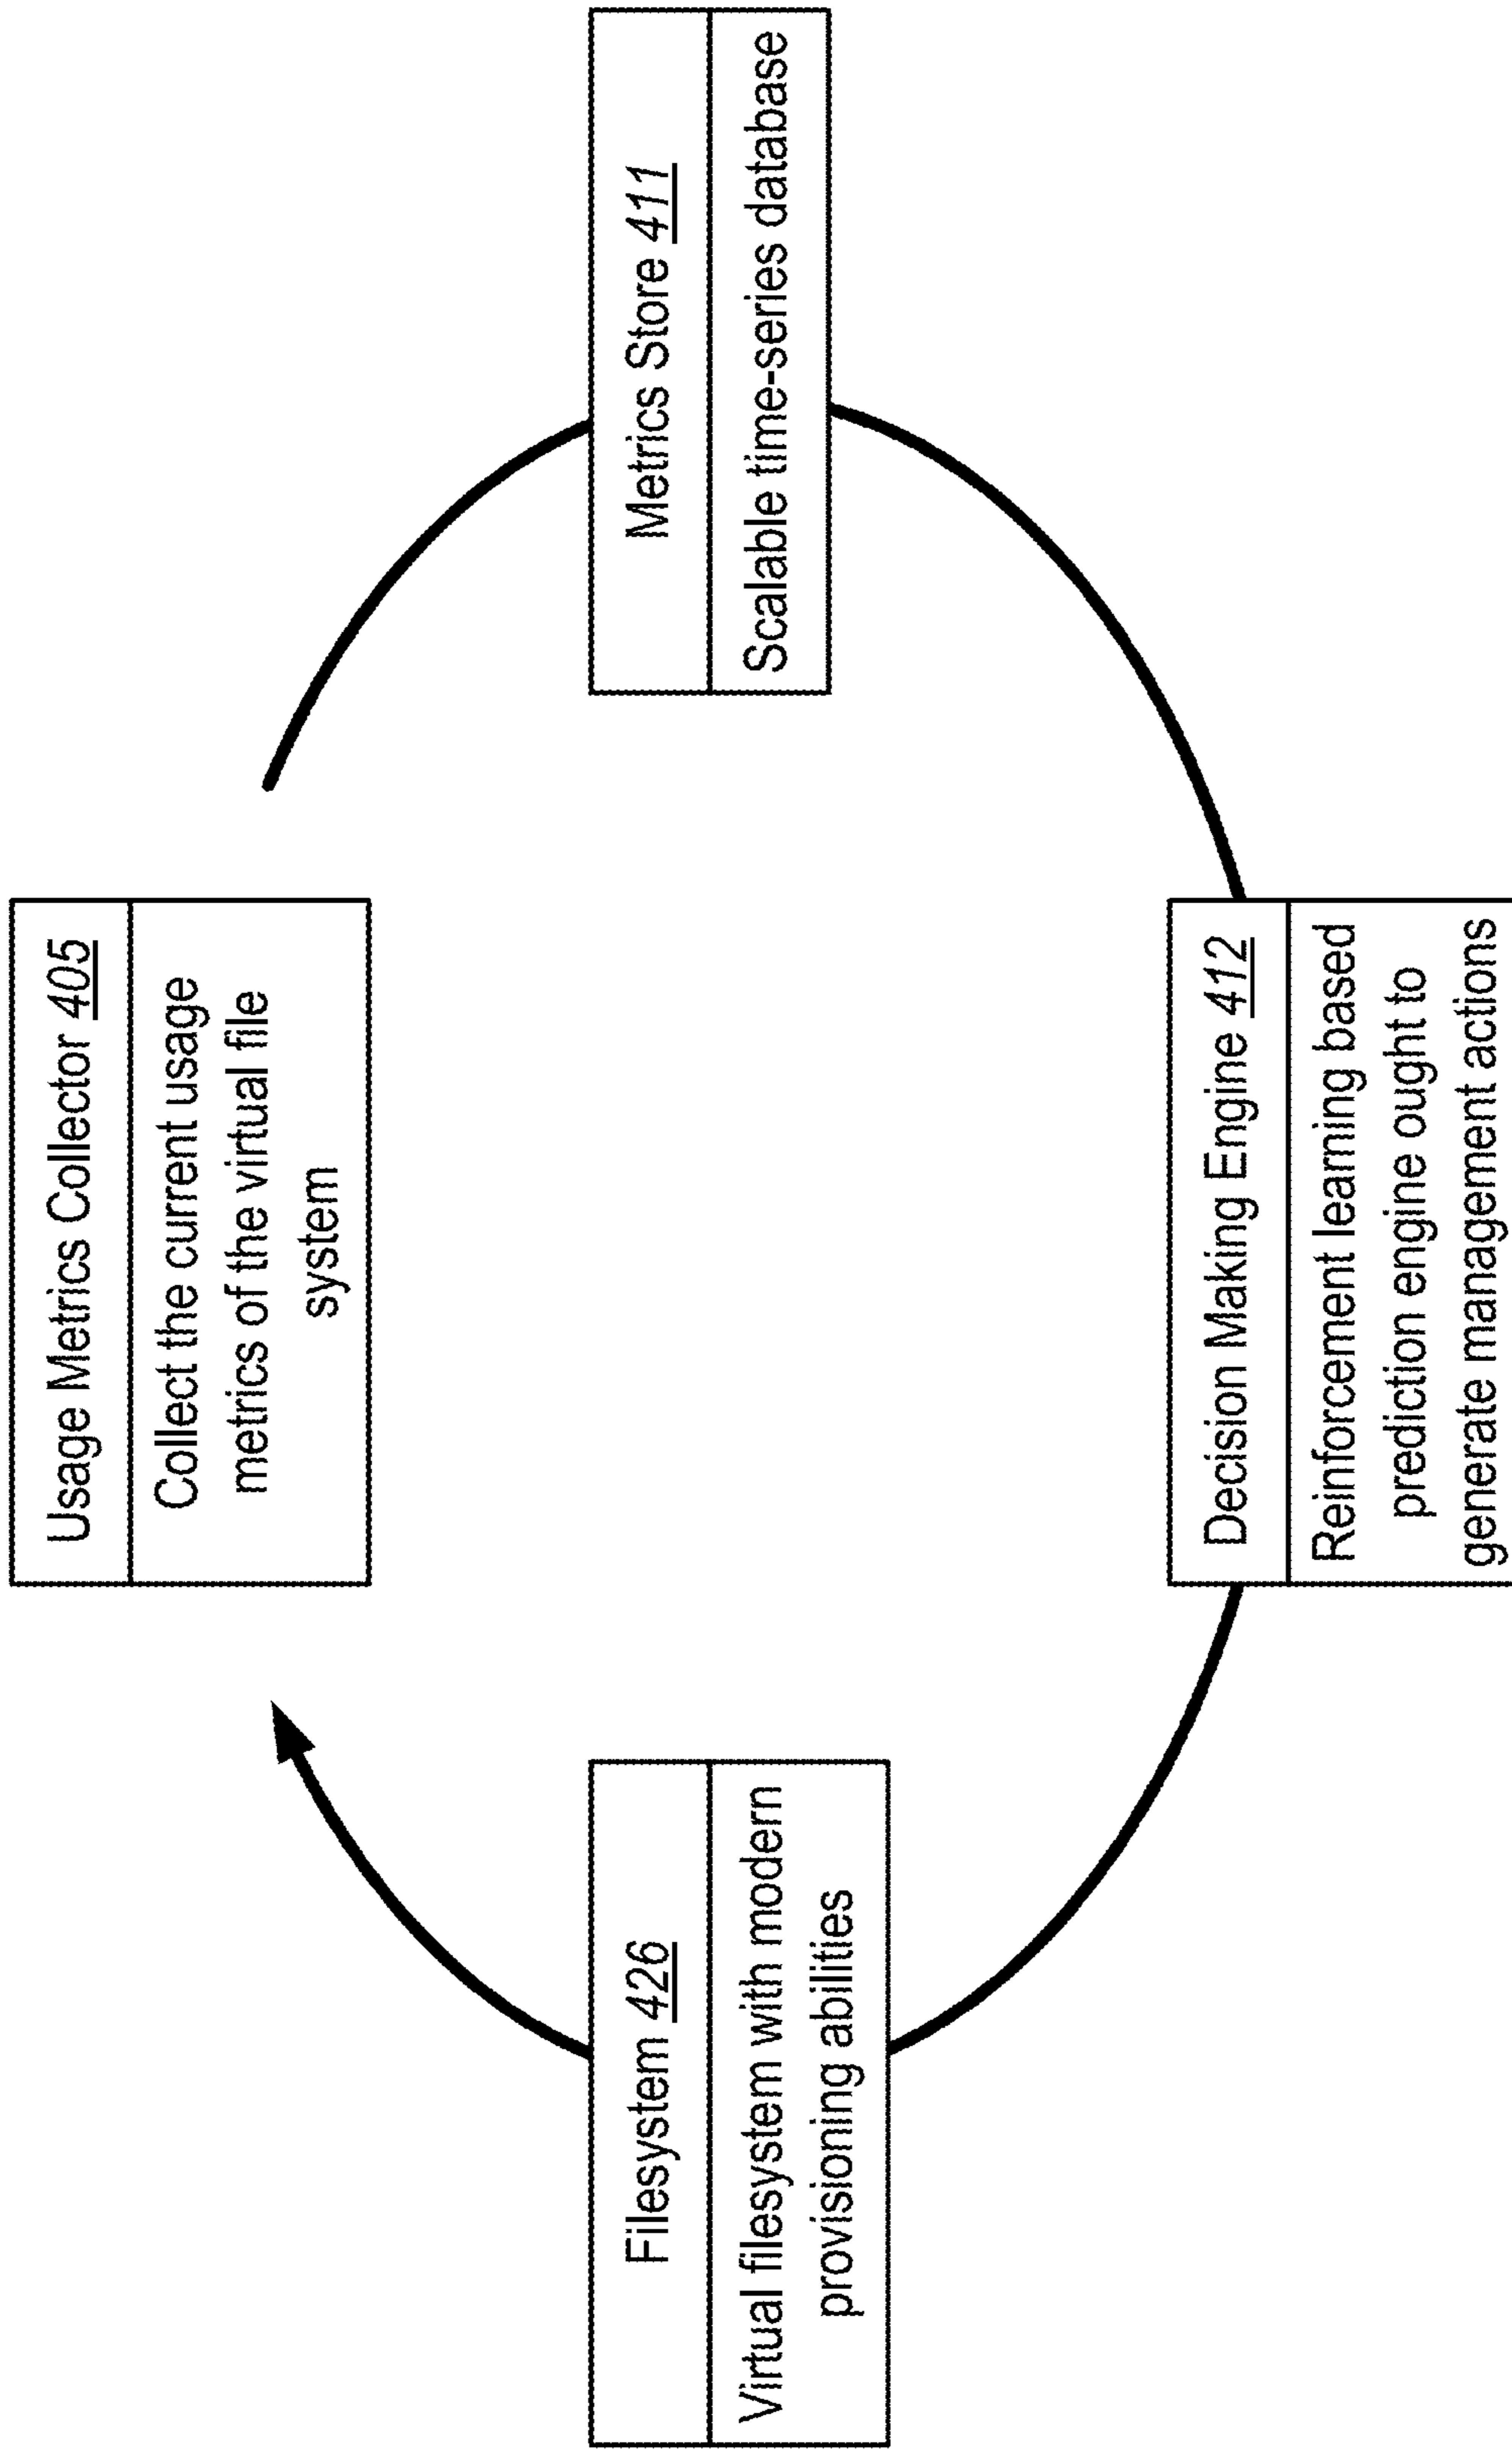 Usage Metrics Collector 405
Collect the current usage
metrics of the virtual file
system
Metrics Store 411
Scalable time-series database
Decision Making Engine 412
Reinforcement learning based
prediction engine ought to
generate management actions
Filesystem 426
Virtual filesystem with modern
provisioning abilities